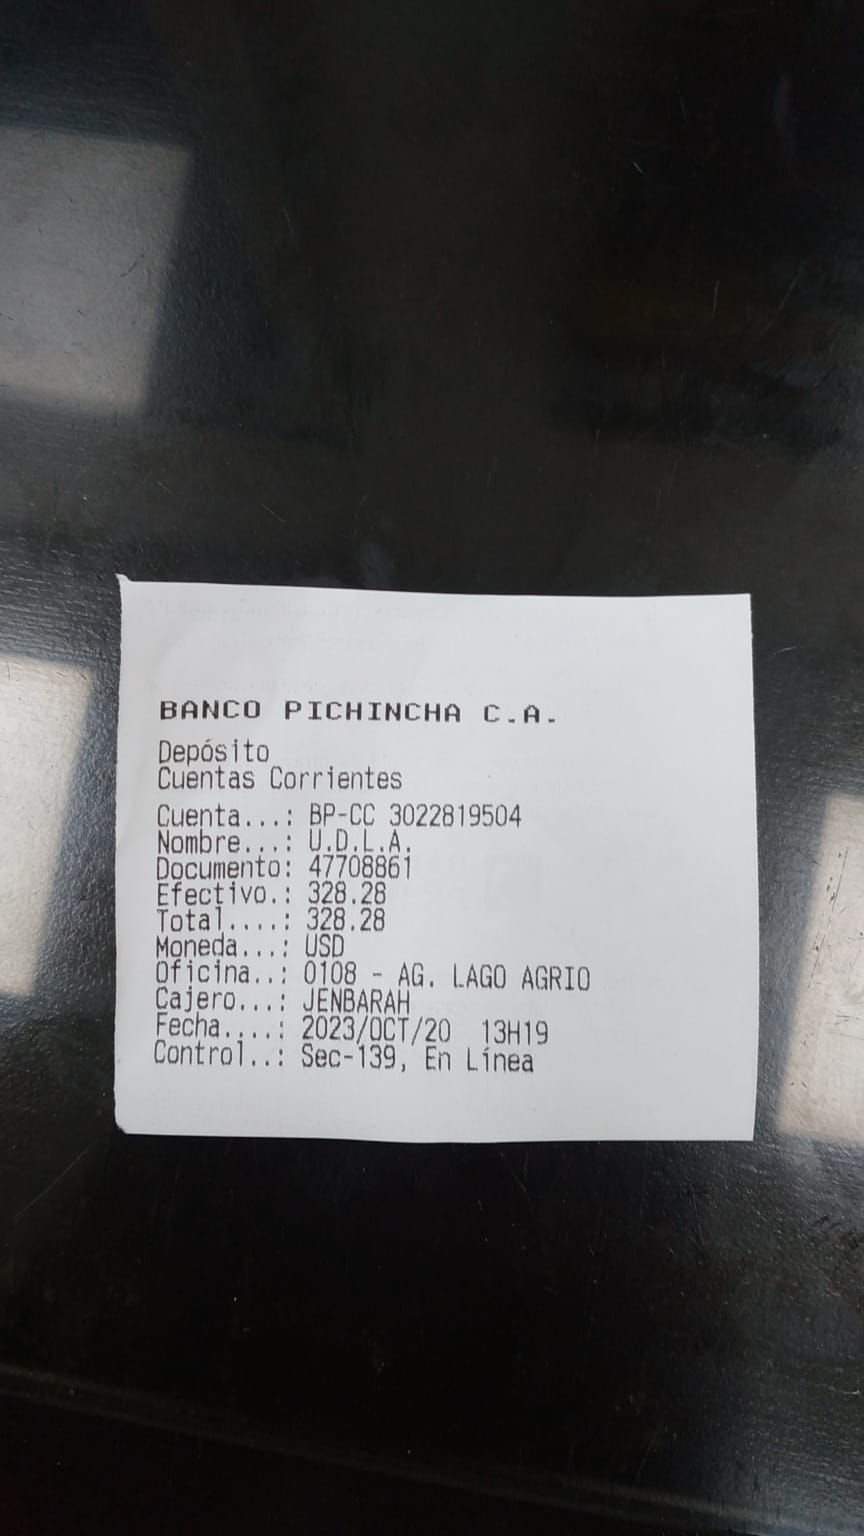 BANCO PICHINCHA C.A.
Depósito
Cuentas Corrientes
Cuenta...: BP-CC 3022819504
Nombre...: U.D.L.A.
Documento: 47708861
Efectivo.: 328.28
Total....: 328.28
Moneda...: USD
Oficina..: 0108 - AG. LAGO AGRIO
Cajero...: JENBARAH
Fecha....: 2023/OCT/20  13H19
Control..: Sec-139, En Línea